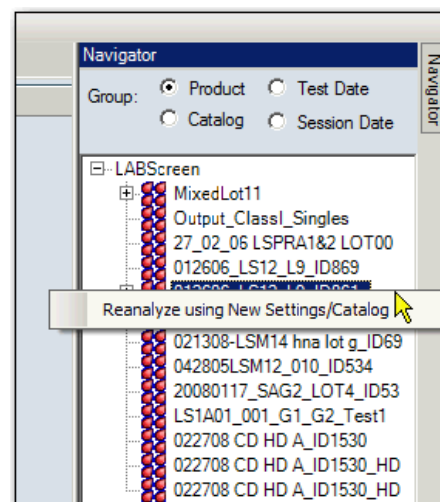 Navigator
Group: Product Test Date
Catalog Session Date
Navigator
LABScreen
MixedLot11
Output_ClassI_Singles
27_02_06 LSPRA1&2 LOT00
012606_LS12_L9_ID869
Reanalyze using New Settings/Catalog
021308-LSM14 hna lot g_ID69
042805LSM12_010_ID534
20080117_SAG2_LOT4_ID53
LS1A01_001_G1_G2_Test1
022708 CD HD A_ID1530
022708 CD HD A_ID1530_HD
022708 CD HD A_ID1530_HD